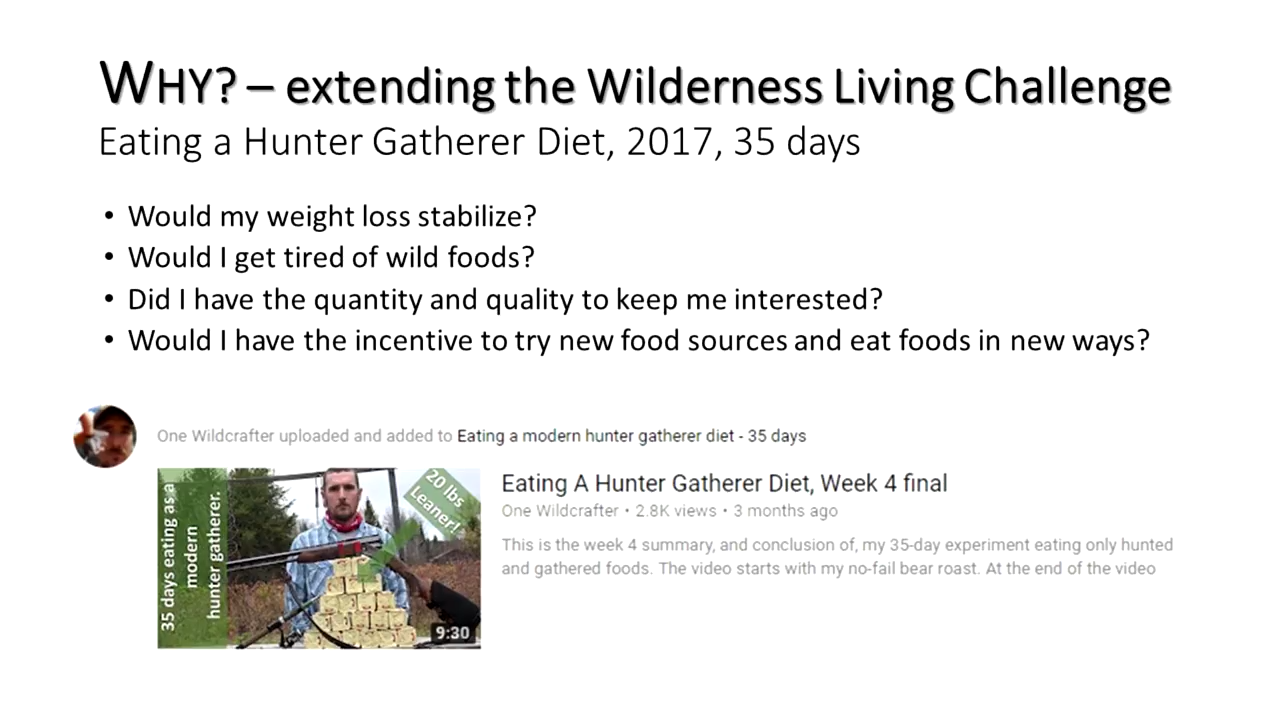 WHY? – extending the Wilderness Living Challenge
Eating a Hunter Gatherer Diet, 2017, 35 days
• Would my weight loss stabilize?
• Would I get tired of wild foods?
• Did I have the quantity and quality to keep me interested?
• Would I have the incentive to try new food sources and eat foods in new ways?
One Wildcrafter uploaded and added to Eating a modern hunter gatherer diet - 35 days
35 days eating as a
modern
hunter gatherer.
20 lbs
Leaner!
9:30
Eating A Hunter Gatherer Diet, Week 4 final
One Wildcrafter • 2.8K views • 3 months ago
This is the week 4 summary, and conclusion of, my 35-day experiment eating only hunted
and gathered foods. The video starts with my no-fail bear roast. At the end of the video